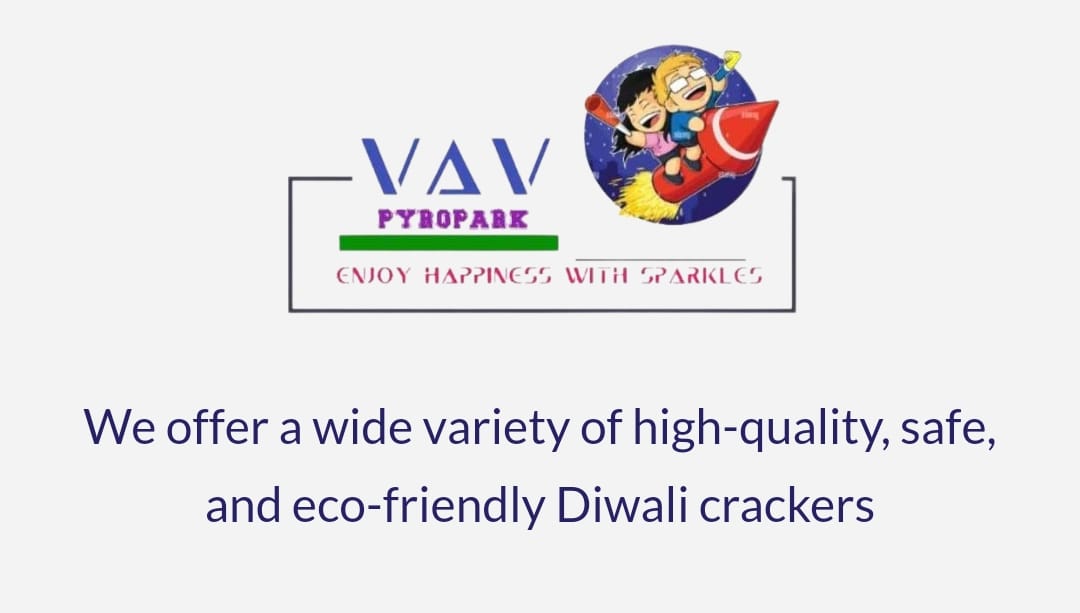 VAV
PYROPARK
ENJOY HAPPINESS WITH SPARKLES
We offer a wide variety of high-quality, safe,
and eco-friendly Diwali crackers